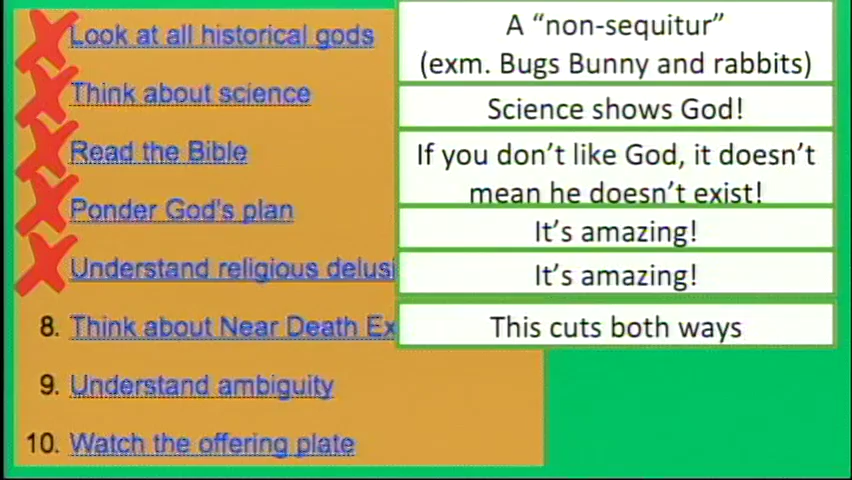 Look at all historical gods
A “non-sequitur”
(exm. Bugs Bunny and rabbits)
Think about science
Science shows God!
Read the Bible
If you don’t like God, it doesn’t
mean he doesn’t exist!
Ponder God's plan
It’s amazing!
Understand religious delusi
It’s amazing!
8. Think about Near Death Ex
This cuts both ways
9. Understand ambiguity
10. Watch the offering plate